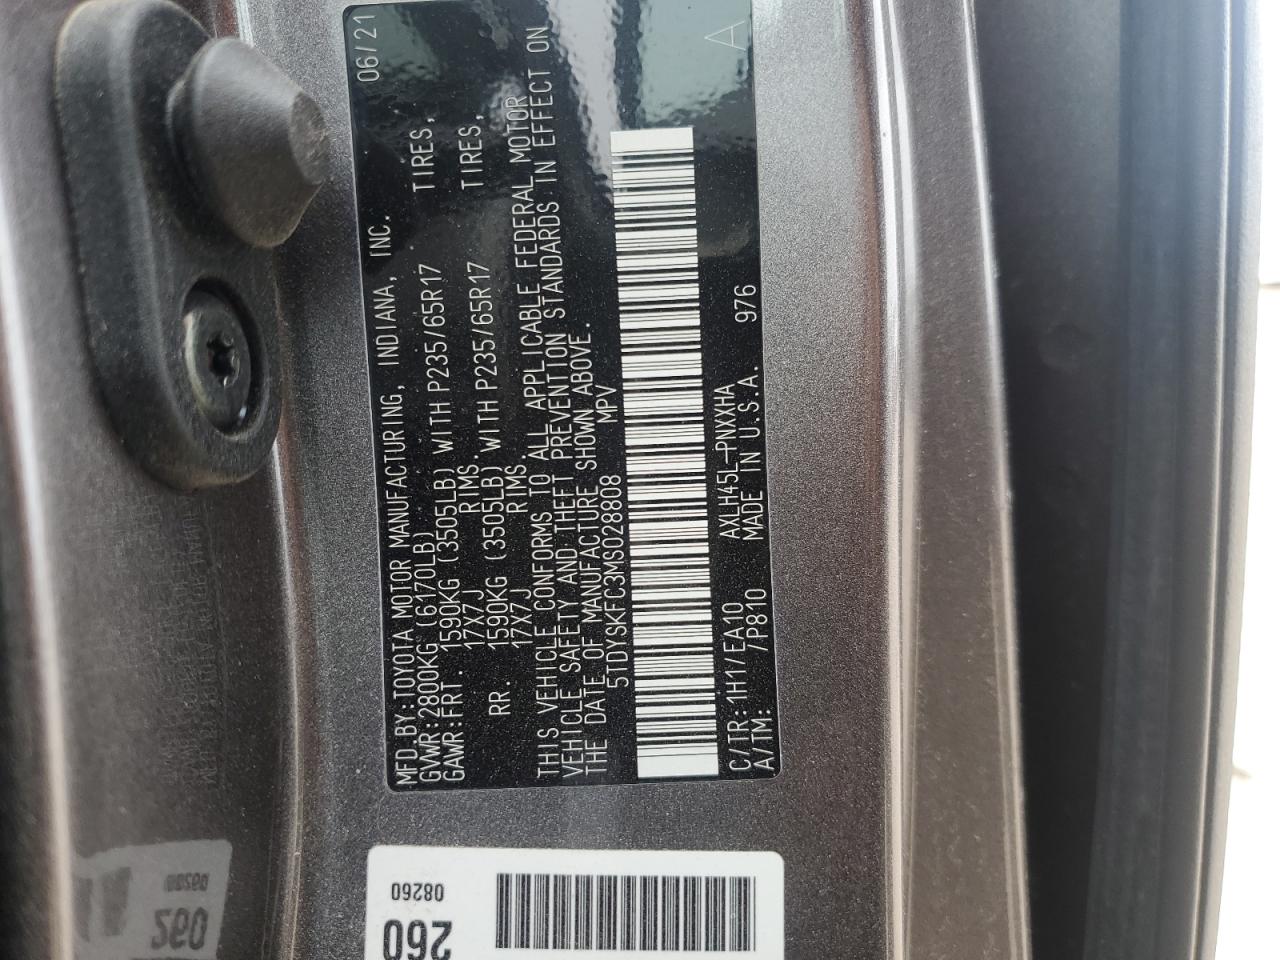 MFD.BY:TOYOTA MOTOR MANUFACTURING, INDIANA, INC. 06/21
GVWR:2800KG (6170LB)
GAWR:FRT. 1590KG (3505LB) WITH P235/65R17 TIRES,
17X7J RIMS,
RR. 1590KG (3505LB) WITH P235/65R17 TIRES,
17X7J RIMS.
THIS VEHICLE CONFORMS TO ALL APPLICABLE FEDERAL MOTOR
VEHICLE SAFETY AND THEFT PREVENTION STANDARDS IN EFFECT ON
THE DATE OF MANUFACTURE SHOWN ABOVE.
5TDYSKFC3MS028808 MPV
A
C/TR:1H1/EA10 AXLH45L-PNXXHA
A/TM: /P810 MADE IN U.S.A. 976
260
08260